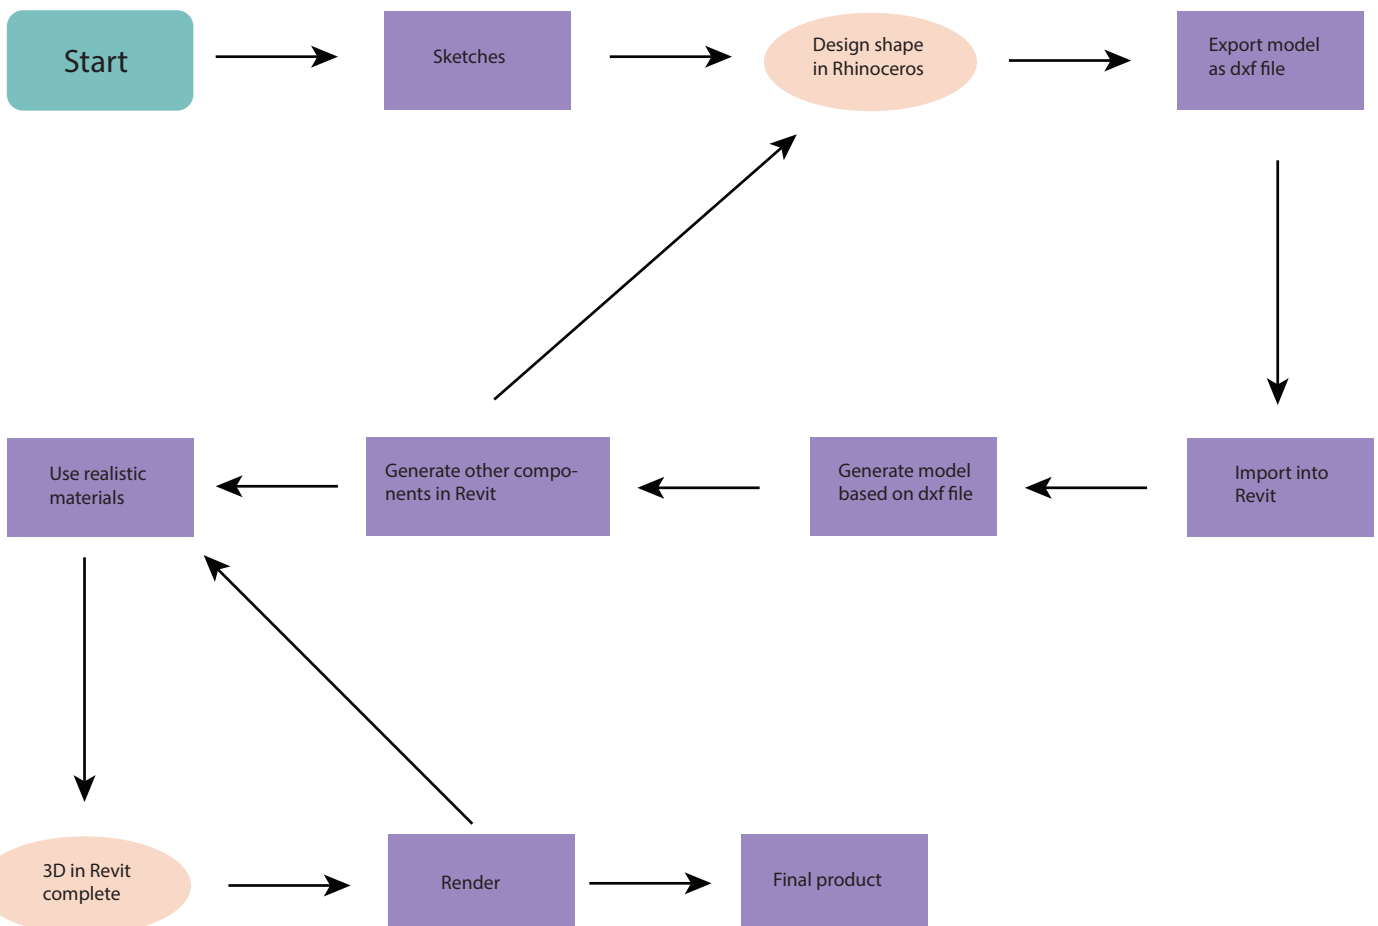 Start
Sketches
Design shape
in Rhinoceros
Export model
as dxf file
Use realistic
materials
Generate other compo-
nents in Revit
Generate model
based on dxf file
Import into
Revit
3D in Revit
complete
Render
Final product